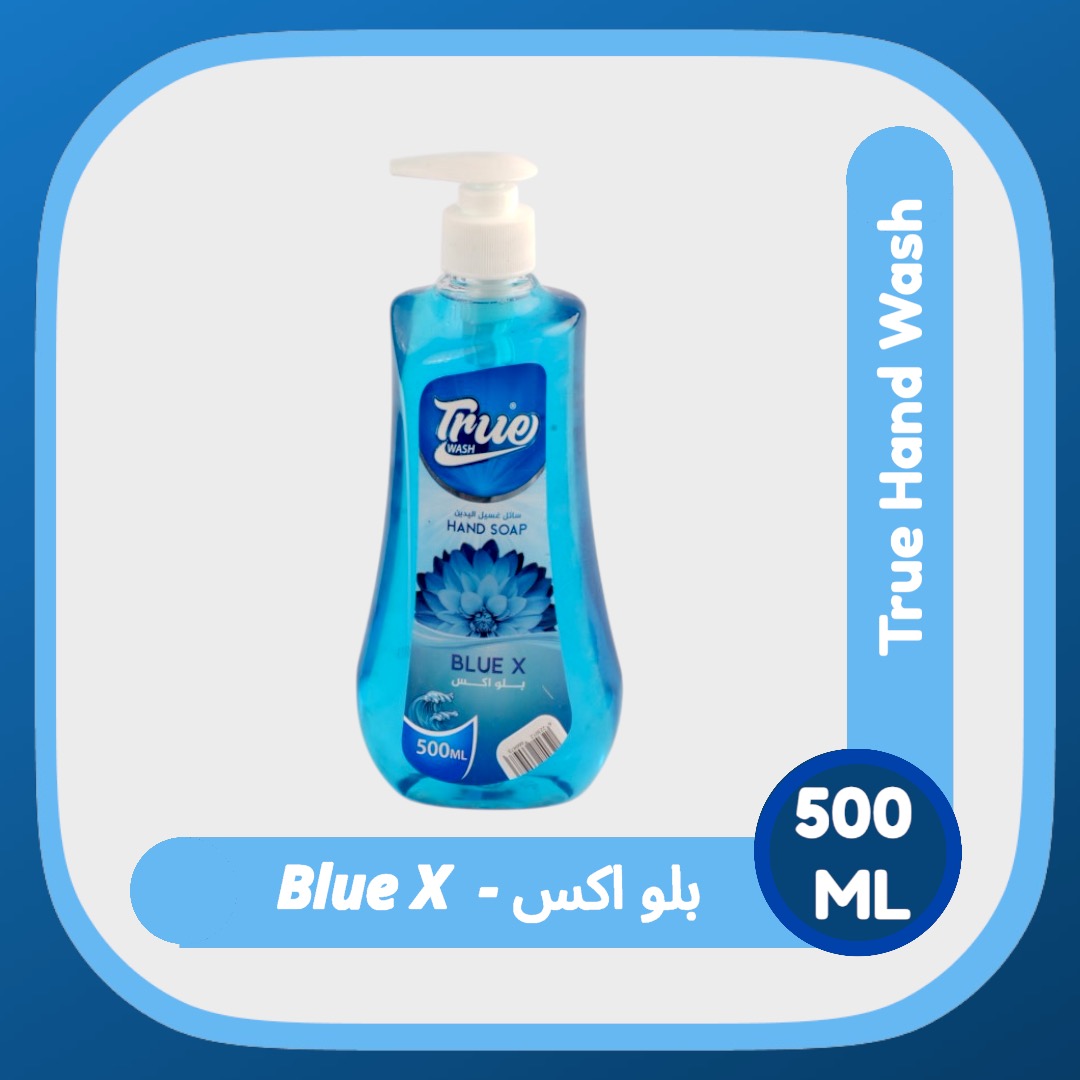 True
WASH
سائل غسيل اليدين
HAND SOAP
BLUE X
بلو اكس
500ML
True Hand Wash
500
ML
Blue X - بلو اكس